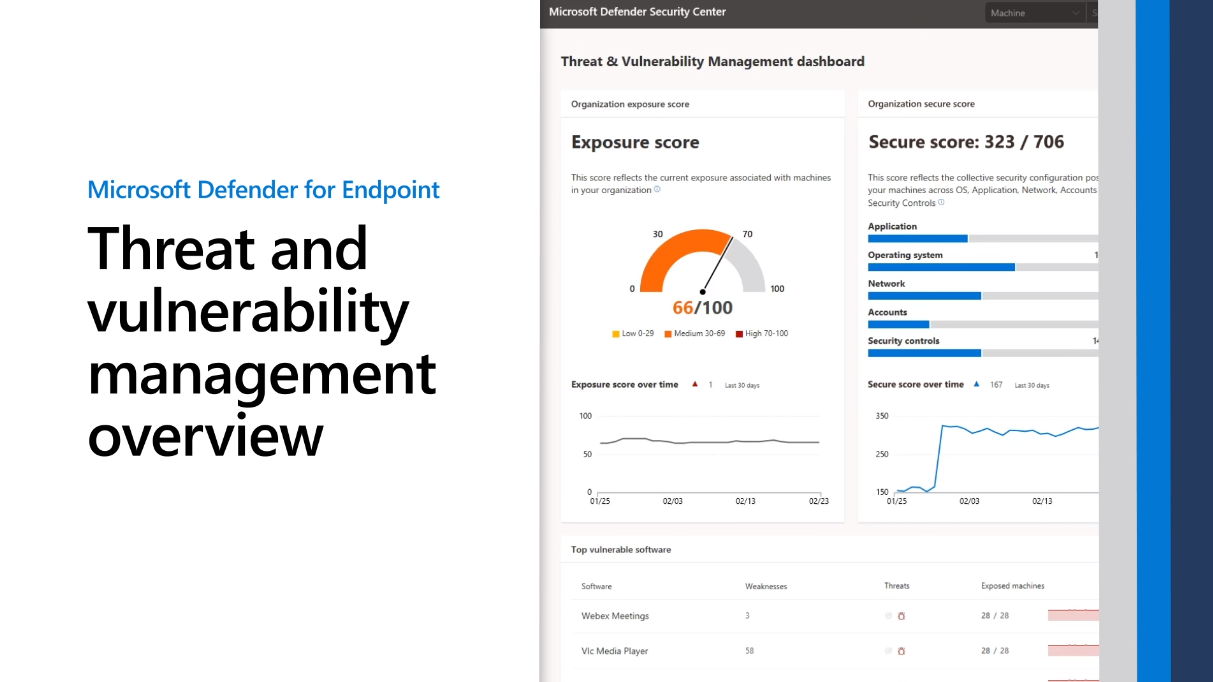 Microsoft Defender for Endpoint
Threat and
vulnerability
management
overview
Microsoft Defender Security Center
Machine
S
Threat & Vulnerability Management dashboard
Organization exposure score
Exposure score
This score reflects the current exposure associated with machines
in your organization
30
70
0
100
66/100
Low 0-29
Medium 30-69
High 70-100
Exposure score over time
1
Last 30 days
100
50
0
01/25
02/03
02/13
02/23
Organization secure score
Secure score: 323 / 706
This score reflects the collective security configuration pos
your machines across OS, Application, Network, Accounts
Security Controls
Application
Operating system
1
Network
Accounts
Security controls
14
Secure score over time
167
Last 30 days
350
250
150
01/25
02/03
02/13
Top vulnerable software
Software Weaknesses Threats Exposed machines
Webex Meetings 3 28 / 28
Vlc Media Player 58 28 / 28